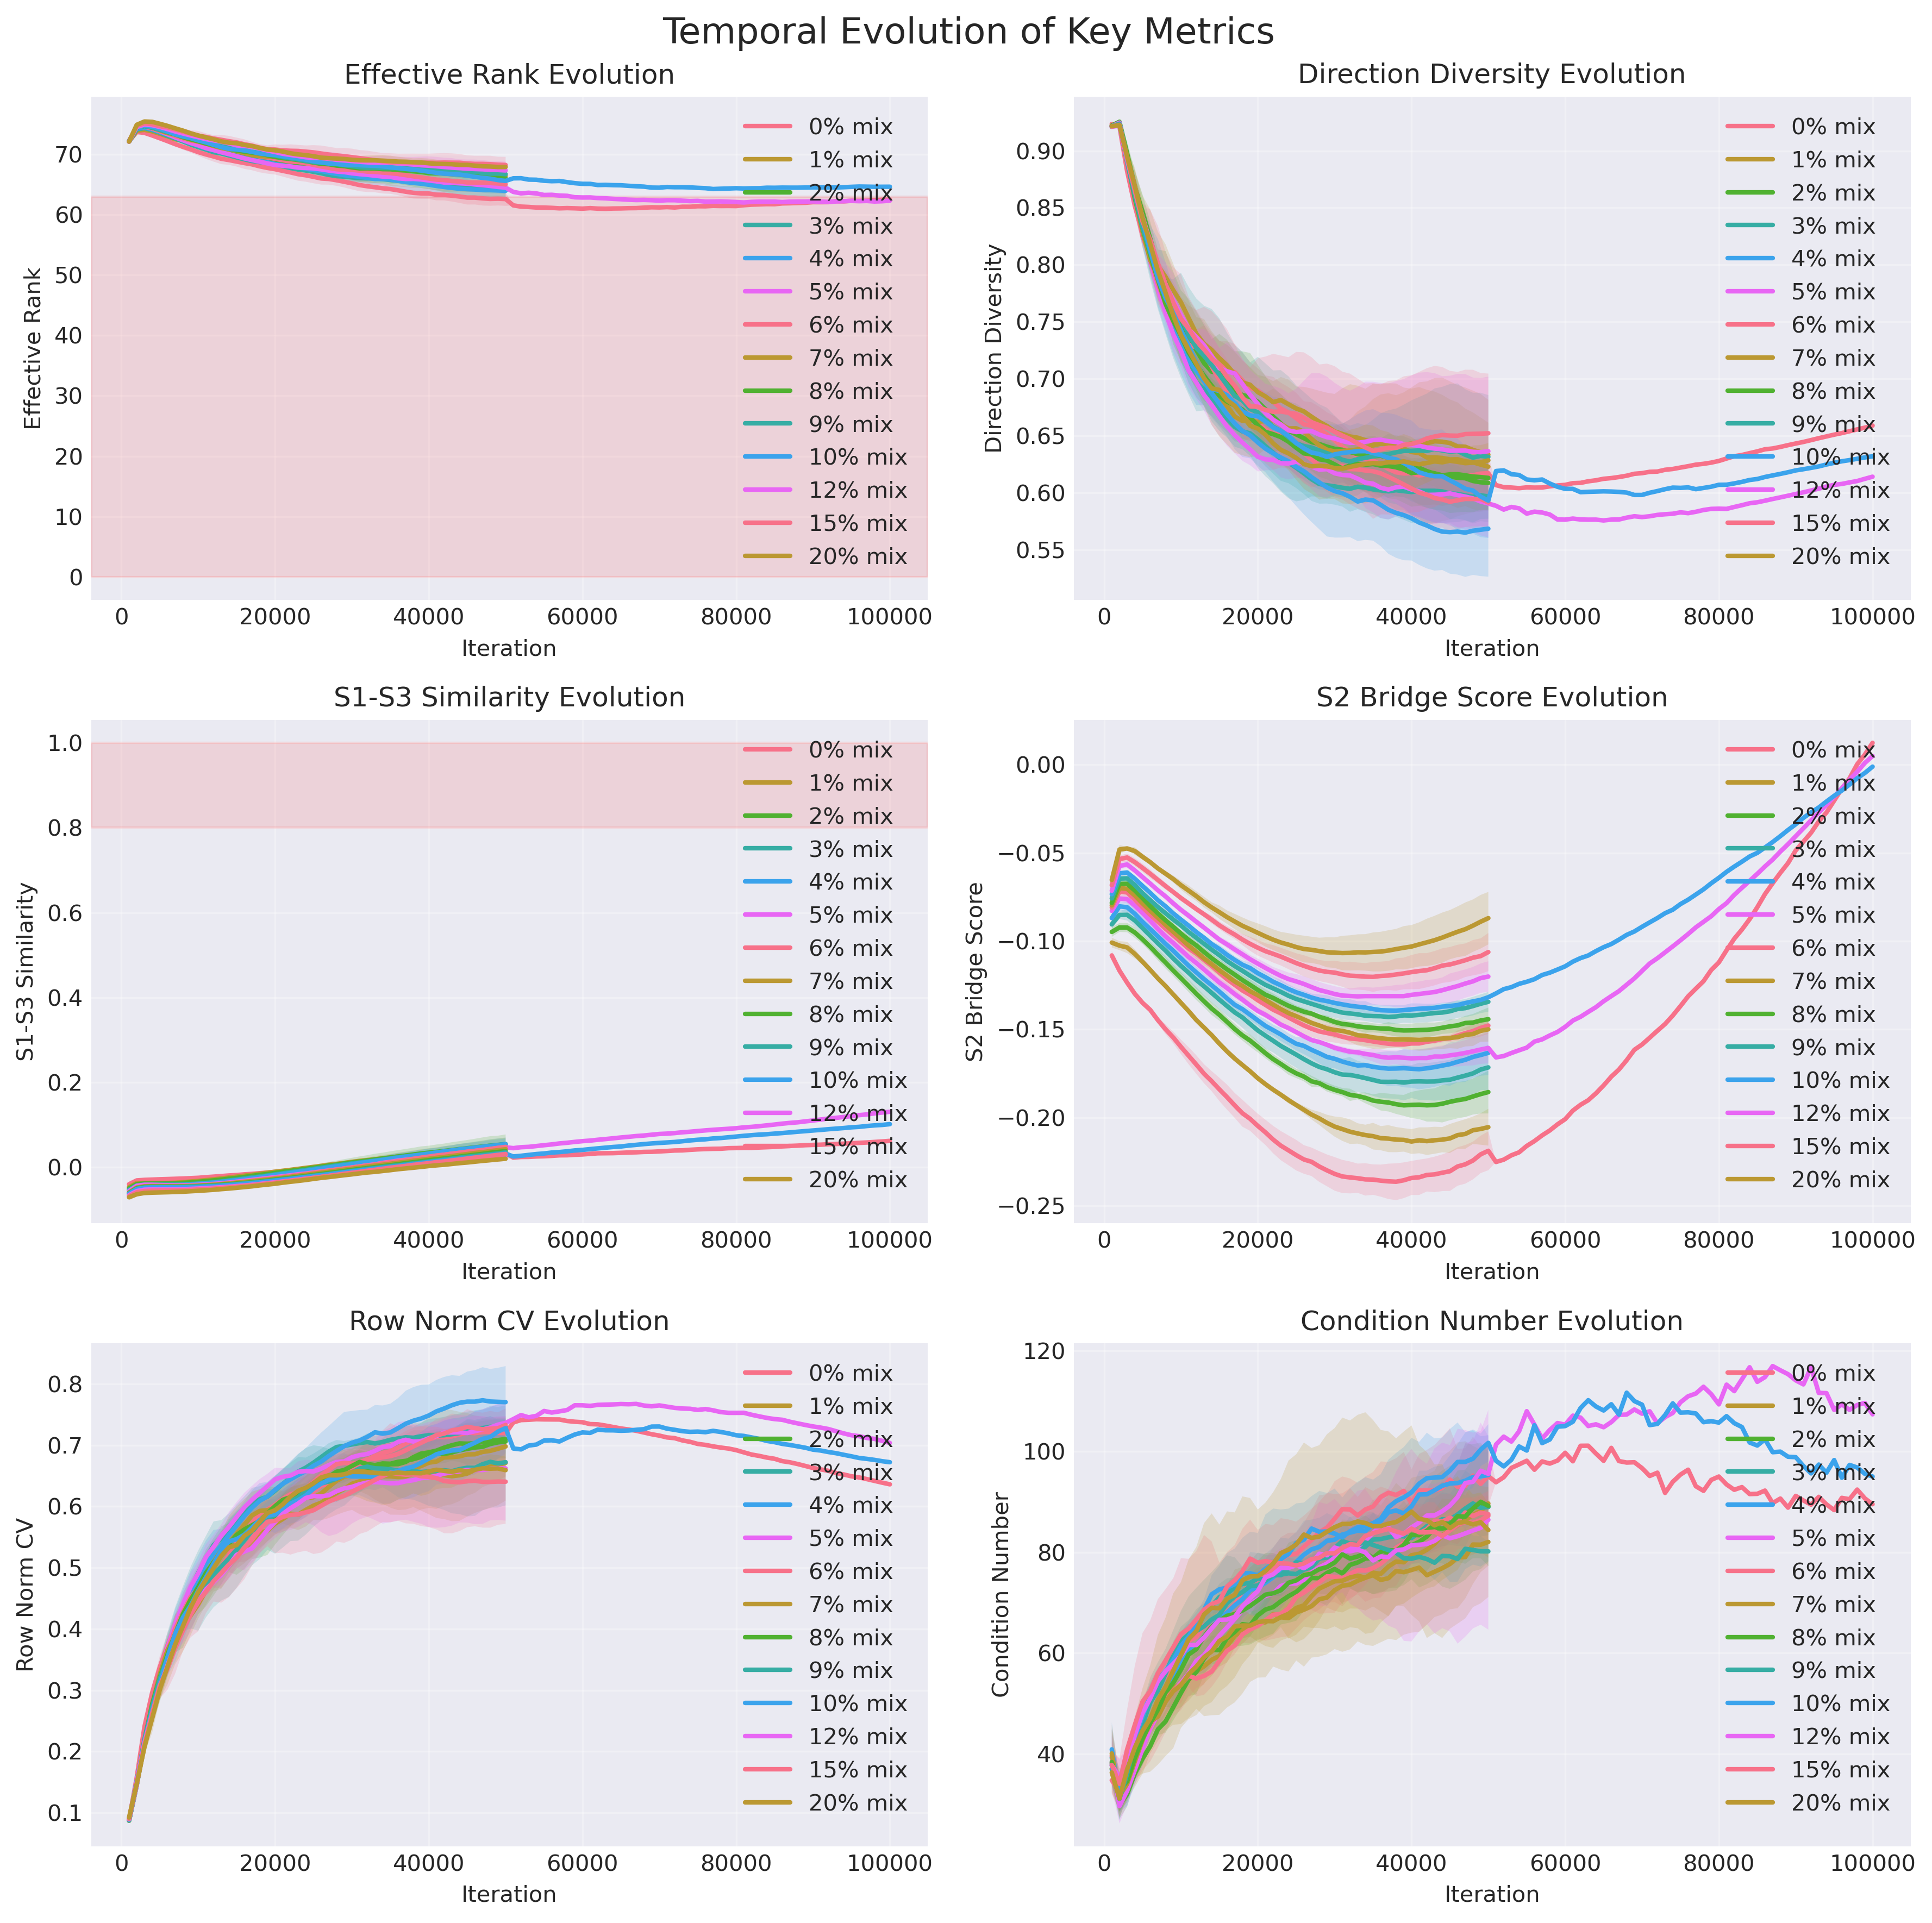 Temporal Evolution of Key Metrics
Effective Rank Evolution
Effective Rank
70
60
50
40
30
20
10
0
0% mix
1% mix
2% mix
3% mix
4% mix
5% mix
6% mix
7% mix
8% mix
9% mix
10% mix
12% mix
15% mix
20% mix
0 20000 40000 60000 80000 100000
Iteration
Direction Diversity Evolution
Direction Diversity
0.90
0.85
0.80
0.75
0.70
0.65
0.60
0.55
0% mix
1% mix
2% mix
3% mix
4% mix
5% mix
6% mix
7% mix
8% mix
9% mix
10% mix
12% mix
15% mix
20% mix
0 20000 40000 60000 80000 100000
Iteration
S1-S3 Similarity Evolution
S1-S3 Similarity
1.0
0.8
0.6
0.4
0.2
0.0
0% mix
1% mix
2% mix
3% mix
4% mix
5% mix
6% mix
7% mix
8% mix
9% mix
10% mix
12% mix
15% mix
20% mix
0 20000 40000 60000 80000 100000
Iteration
S2 Bridge Score Evolution
S2 Bridge Score
0.00
−0.05
−0.10
−0.15
−0.20
−0.25
0% mix
1% mix
2% mix
3% mix
4% mix
5% mix
6% mix
7% mix
8% mix
9% mix
10% mix
12% mix
15% mix
20% mix
0 20000 40000 60000 80000 100000
Iteration
Row Norm CV Evolution
Row Norm CV
0.8
0.7
0.6
0.5
0.4
0.3
0.2
0.1
0% mix
1% mix
2% mix
3% mix
4% mix
5% mix
6% mix
7% mix
8% mix
9% mix
10% mix
12% mix
15% mix
20% mix
0 20000 40000 60000 80000 100000
Iteration
Condition Number Evolution
Condition Number
120
100
80
60
40
0% mix
1% mix
2% mix
3% mix
4% mix
5% mix
6% mix
7% mix
8% mix
9% mix
10% mix
12% mix
15% mix
20% mix
0 20000 40000 60000 80000 100000
Iteration